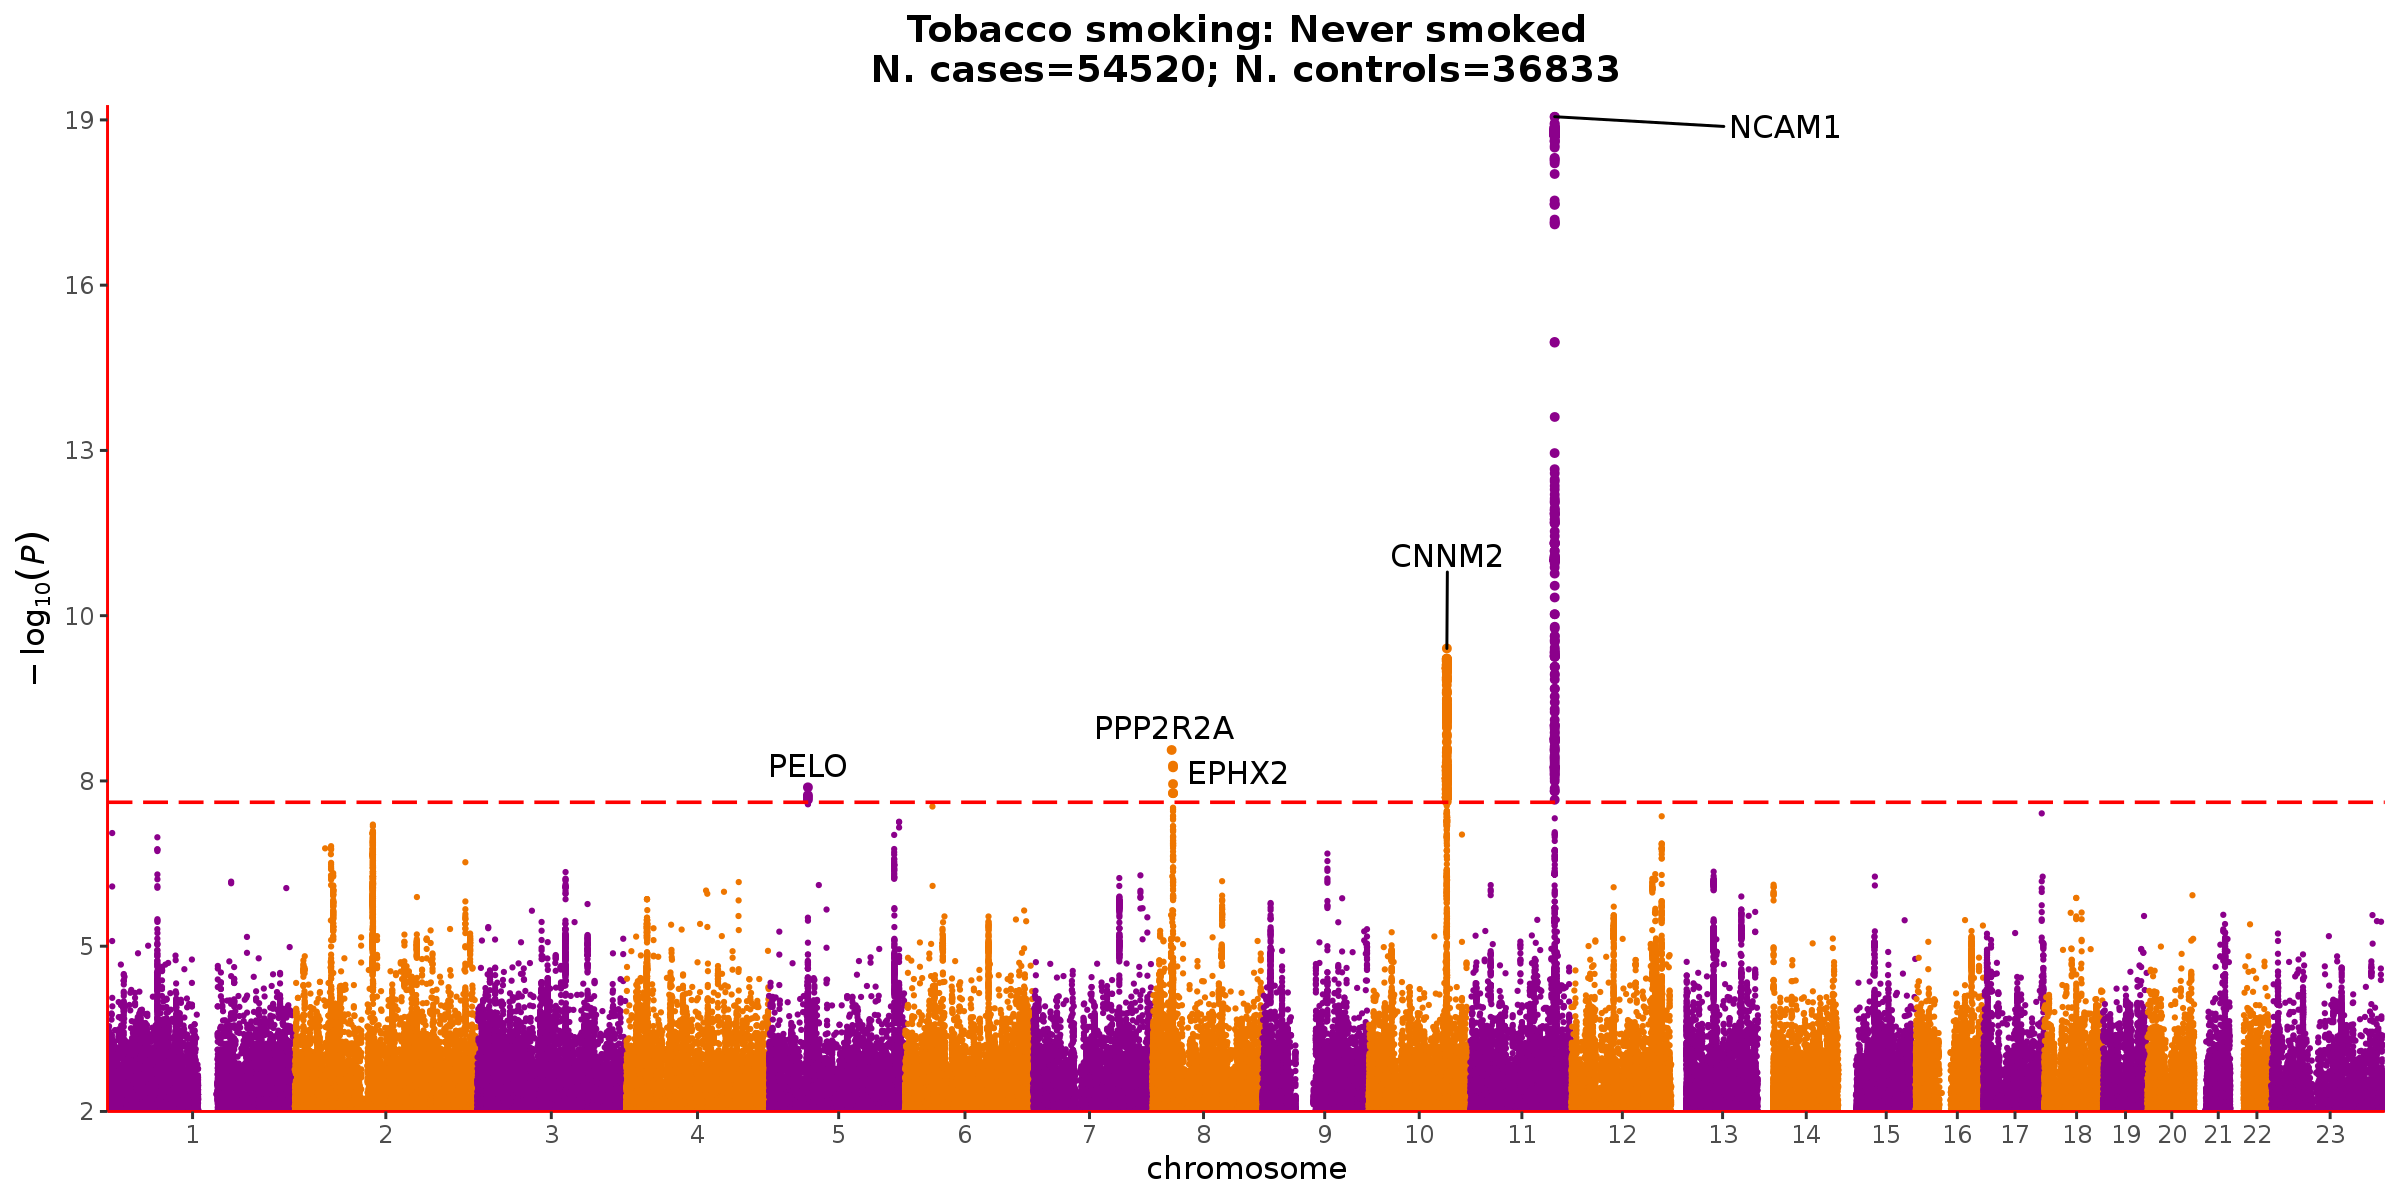 Tobacco smoking: Never smoked
N. cases=54520; N. controls=36833
19
16
13
10
8
5
2
−log₁₀(P)
NCAM1
CNNM2
PPP2R2A
EPHX2
PELO
1 2 3 4 5 6 7 8 9 10 11 12 13 14 15 16 17 18 19 20 21 22 23
chromosome